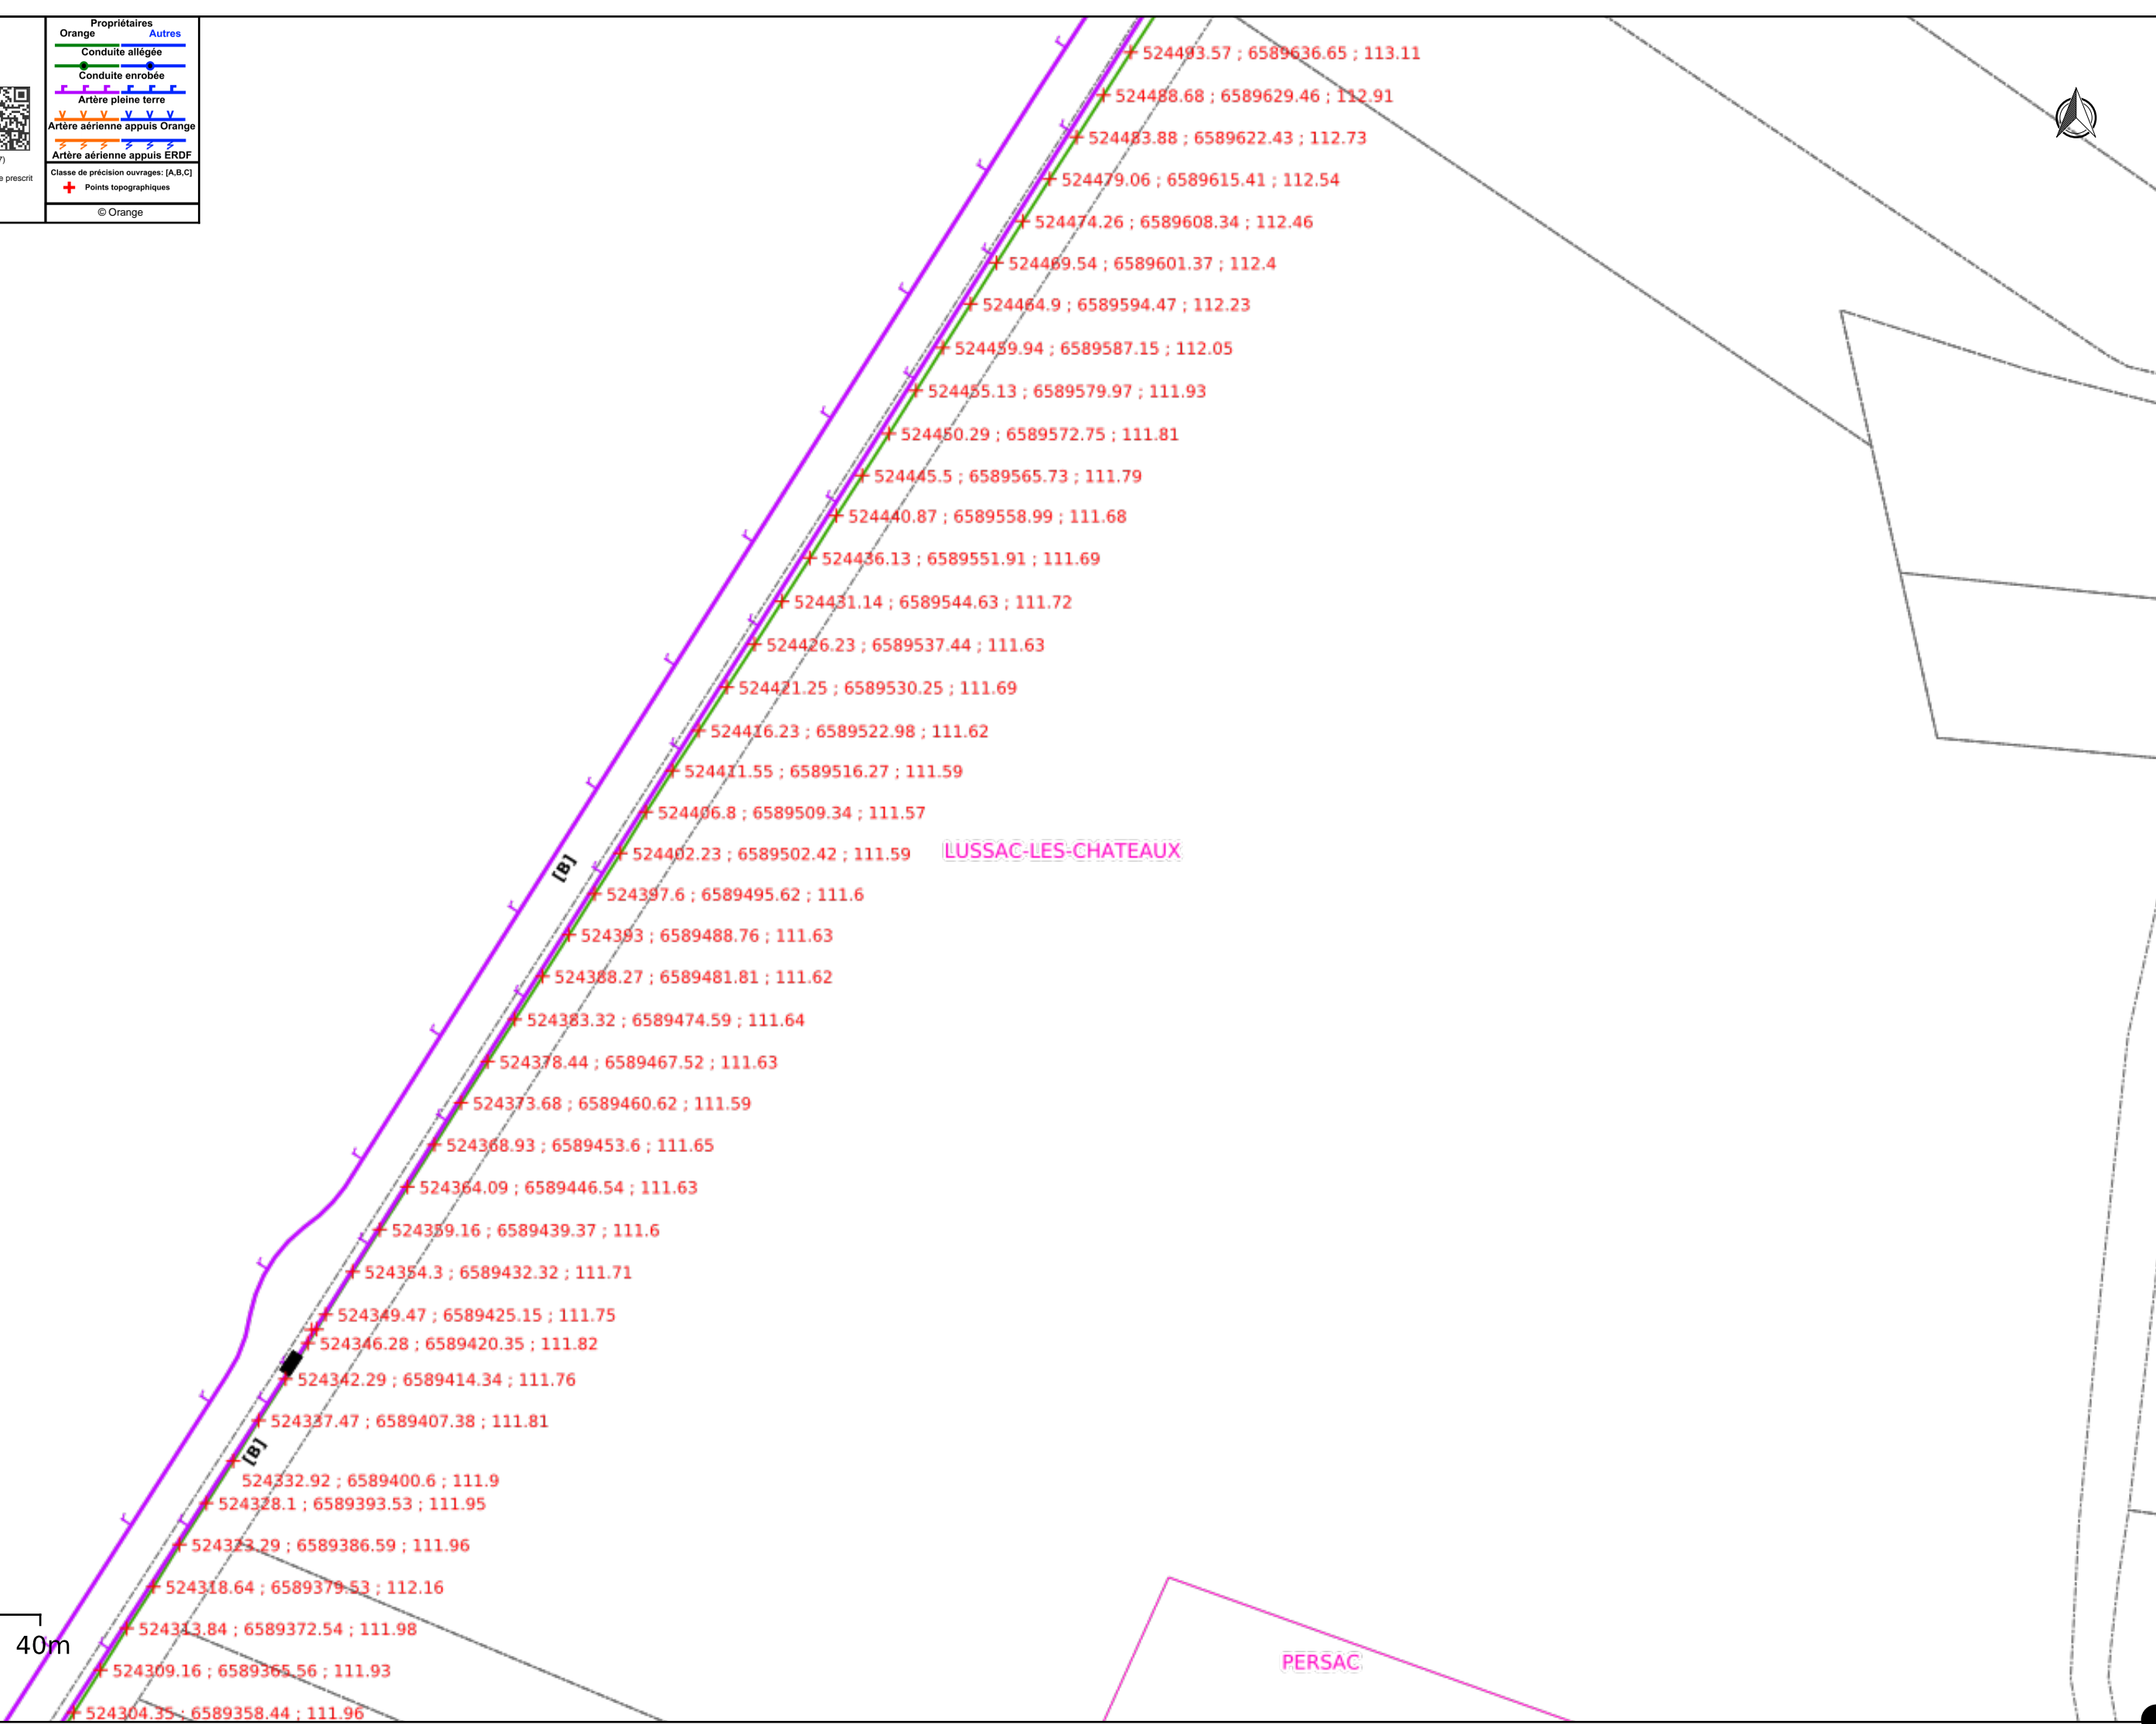 Propriétaires
Orange Autres
Conduite allégée
Conduite enrobée
Artère pleine terre
Artère aérienne appuis Orange
Artère aérienne appuis ERDF
Classe de précision ouvrages: [A,B,C]
Points topographiques
© Orange
7)
e prescrit
524493.57 ; 6589636.65 ; 113.11
524488.68 ; 6589629.46 ; 112.91
524483.88 ; 6589622.43 ; 112.73
524479.06 ; 6589615.41 ; 112.54
524474.26 ; 6589608.34 ; 112.46
524469.54 ; 6589601.37 ; 112.4
524464.9 ; 6589594.47 ; 112.23
524459.94 ; 6589587.15 ; 112.05
524455.13 ; 6589579.97 ; 111.93
524450.29 ; 6589572.75 ; 111.81
524445.5 ; 6589565.73 ; 111.79
524440.87 ; 6589558.99 ; 111.68
524436.13 ; 6589551.91 ; 111.69
524431.14 ; 6589544.63 ; 111.72
524426.23 ; 6589537.44 ; 111.63
524421.25 ; 6589530.25 ; 111.69
524416.23 ; 6589522.98 ; 111.62
524411.55 ; 6589516.27 ; 111.59
524406.8 ; 6589509.34 ; 111.57
LUSSAC-LES-CHATEAUX
524402.23 ; 6589502.42 ; 111.59
[B]
524397.6 ; 6589495.62 ; 111.6
524393 ; 6589488.76 ; 111.63
524388.27 ; 6589481.81 ; 111.62
524383.32 ; 6589474.59 ; 111.64
524378.44 ; 6589467.52 ; 111.63
524373.68 ; 6589460.62 ; 111.59
524368.93 ; 6589453.6 ; 111.65
524364.09 ; 6589446.54 ; 111.63
524359.16 ; 6589439.37 ; 111.6
524354.3 ; 6589432.32 ; 111.71
524349.47 ; 6589425.15 ; 111.75
524346.28 ; 6589420.35 ; 111.82
524342.29 ; 6589414.34 ; 111.76
524337.47 ; 6589407.38 ; 111.81
[B]
524332.92 ; 6589400.6 ; 111.9
524328.1 ; 6589393.53 ; 111.95
524323.29 ; 6589386.59 ; 111.96
524318.64 ; 6589379.53 ; 112.16
524313.84 ; 6589372.54 ; 111.98
40m
PERSAC
524309.16 ; 6589365.56 ; 111.93
524304.35 ; 6589358.44 ; 111.96